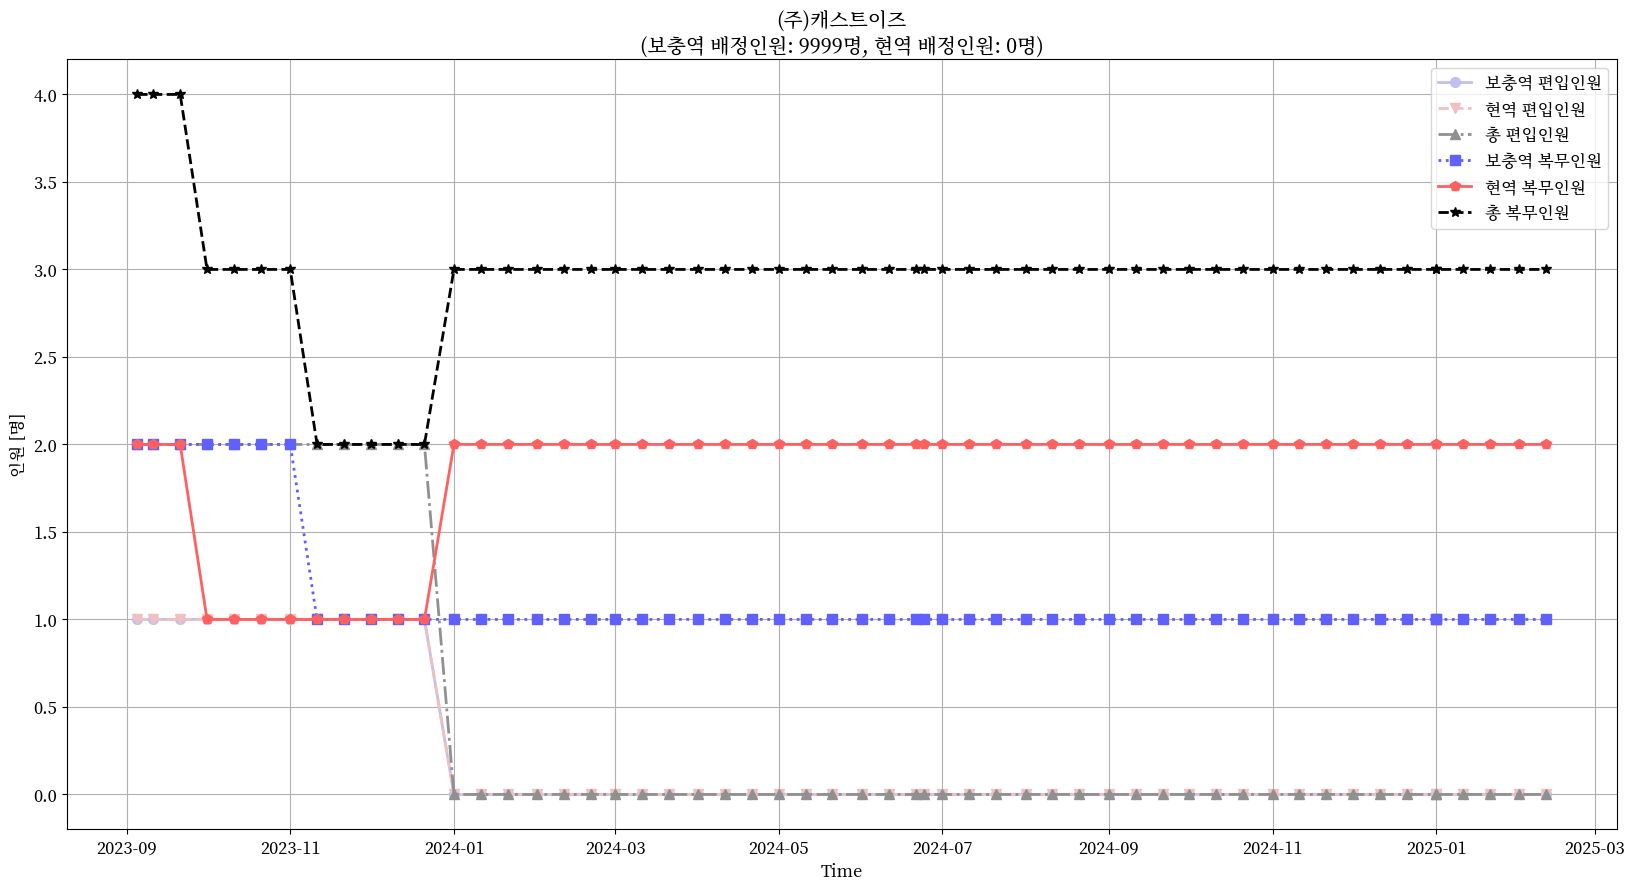 (주)캐스트이즈
(보충역 배정인원: 9999명, 현역 배정인원: 0명)
보충역 편입인원
현역 편입인원
총 편입인원
보충역 복무인원
현역 복무인원
총 복무인원
인원 [명]
4.0
3.5
3.0
2.5
2.0
1.5
1.0
0.5
0.0
2023-09
2023-11
2024-01
2024-03
2024-05
2024-07
2024-09
2024-11
2025-01
2025-03
Time